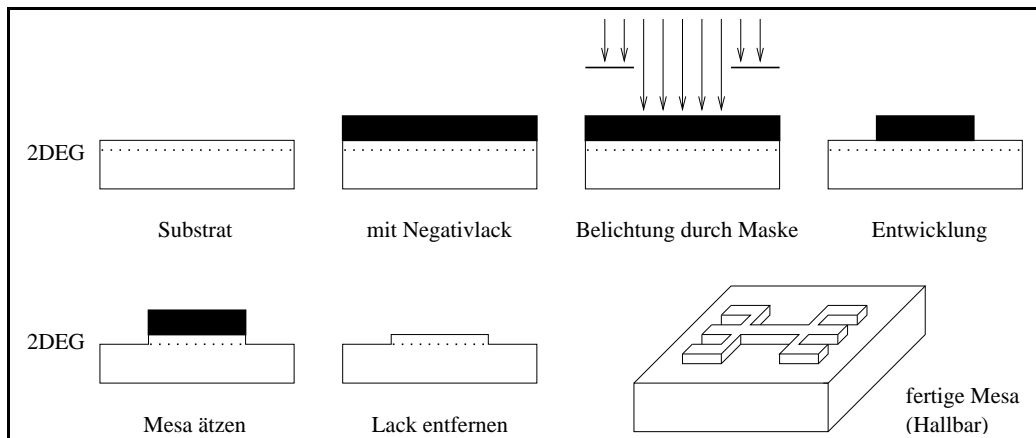 2DEG
Substrat
mit Negativlack
Belichtung durch Maske
Entwicklung
2DEG
Mesa ätzen
Lack entfernen
fertige Mesa
(Hallbar)